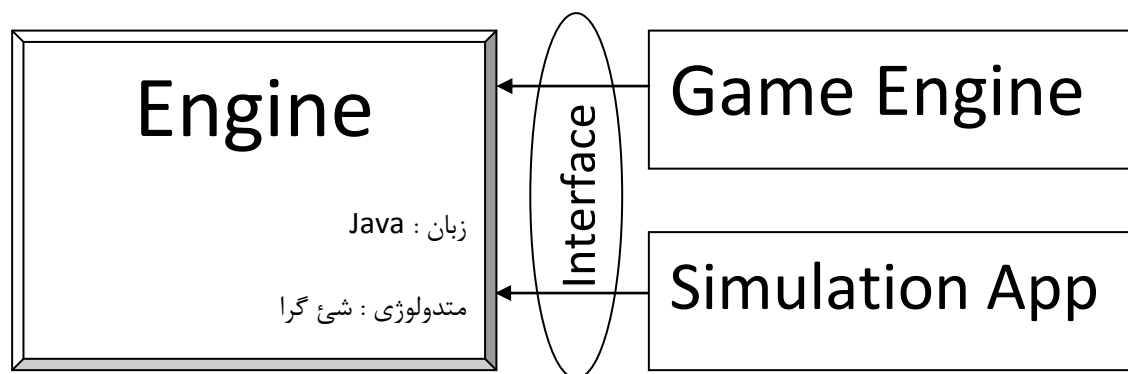 Engine
زبان : Java
متدولوژی : شئ گرا
Interface
Game Engine
Simulation App